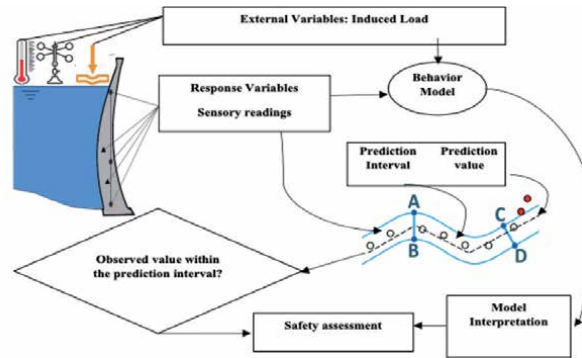 External Variables: Induced Load
Response Variables
Sensory readings
Behavior
Model
Prediction
Interval
Prediction
value
A
B
C
D
Observed value within
the prediction interval?
Safety assessment
Model
Interpretation